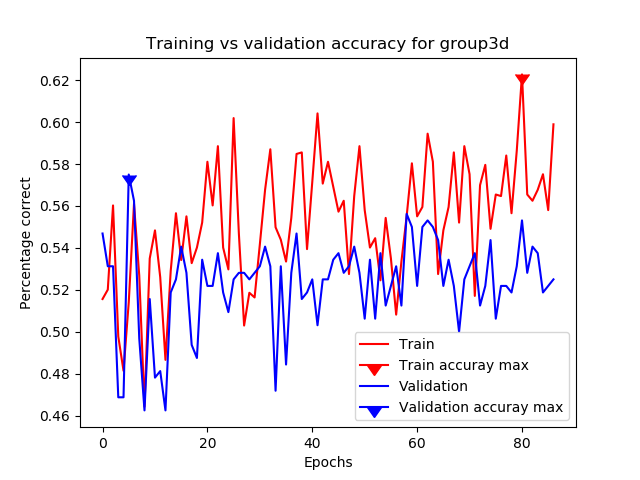 Training vs validation accuracy for group3d
Percentage correct
0.62
0.60
0.58
0.56
0.54
0.52
0.50
0.48
0.46
0
20
40
60
80
Epochs
Train
Train accuray max
Validation
Validation accuray max